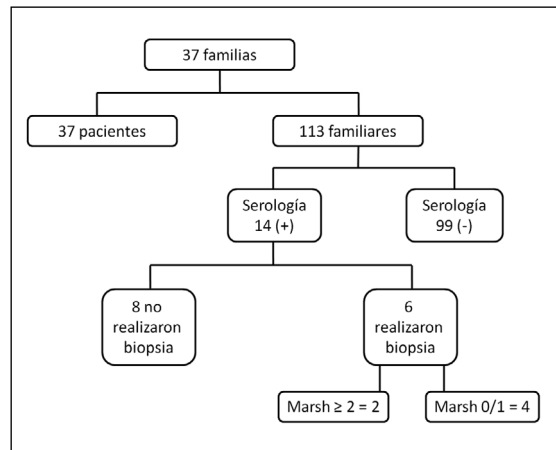 37 familias
37 pacientes
113 familiares
Serología
14 (+)
Serología
99 (-)
8 no
realizaron
biopsia
6
realizaron
biopsia
Marsh ≥ 2 = 2
Marsh 0/1 = 4